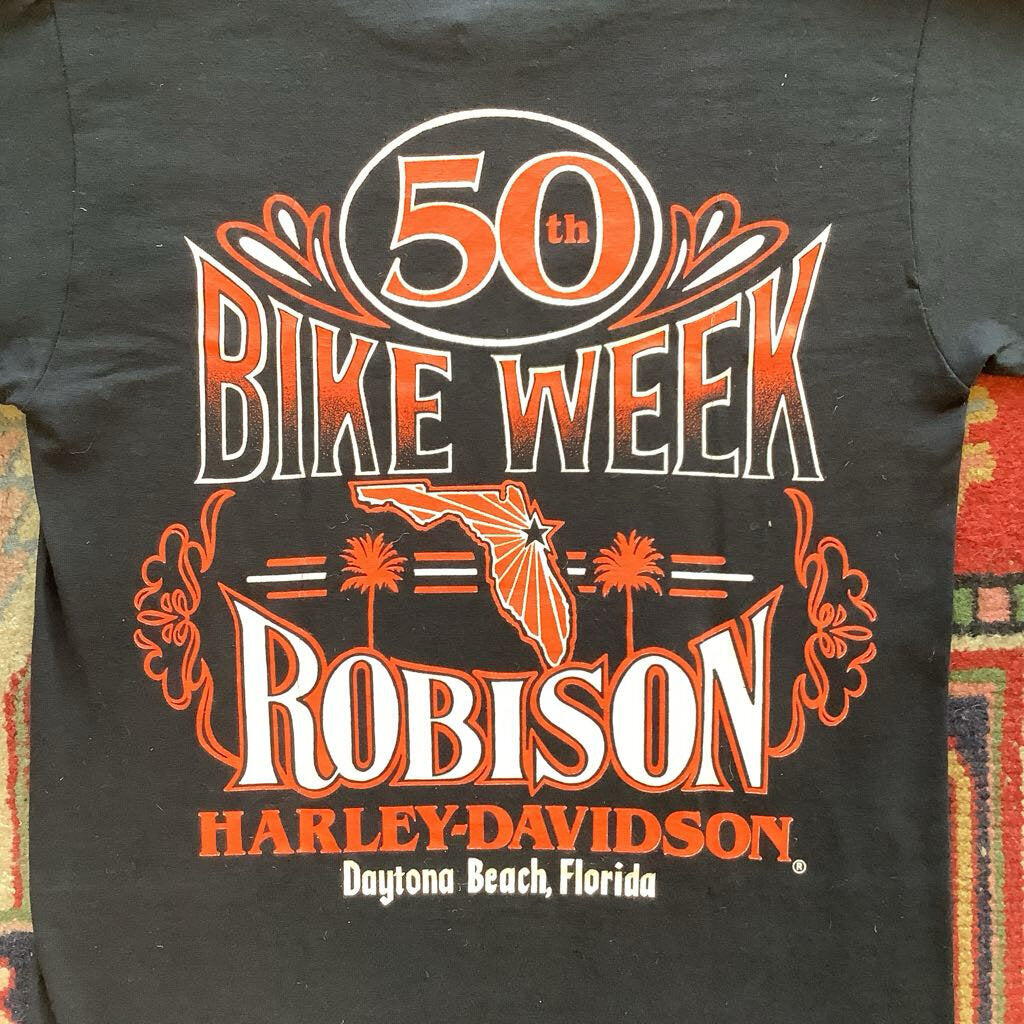 50th
BIKE WEEK
ROBISON
HARLEY-DAVIDSON®
Daytona Beach, Florida